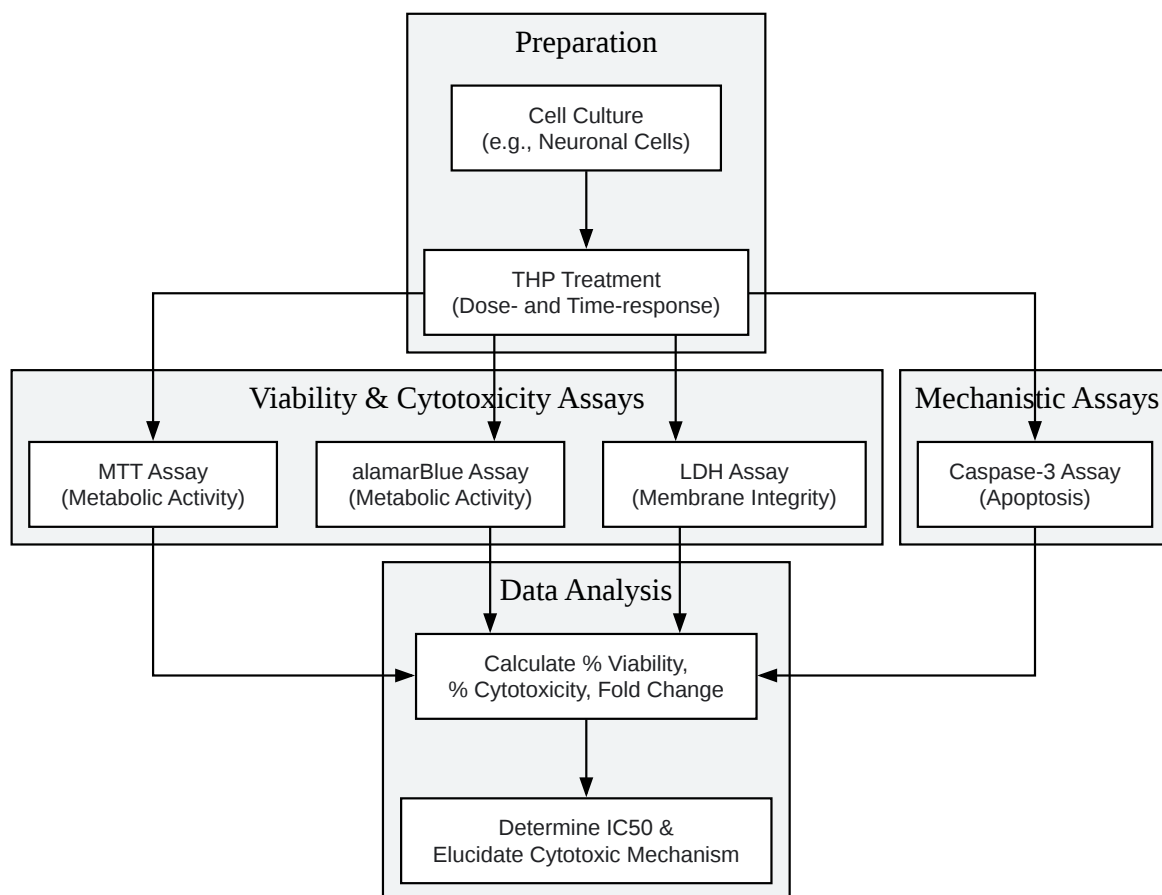 Preparation
Cell Culture
(e.g., Neuronal Cells)
THP Treatment
(Dose- and Time-response)
Viability & Cytotoxicity Assays
MTT Assay
(Metabolic Activity)
alamarBlue Assay
(Metabolic Activity)
LDH Assay
(Membrane Integrity)
Mechanistic Assays
Caspase-3 Assay
(Apoptosis)
Data Analysis
Calculate % Viability,
% Cytotoxicity, Fold Change
Determine IC50 &
Elucidate Cytotoxic Mechanism